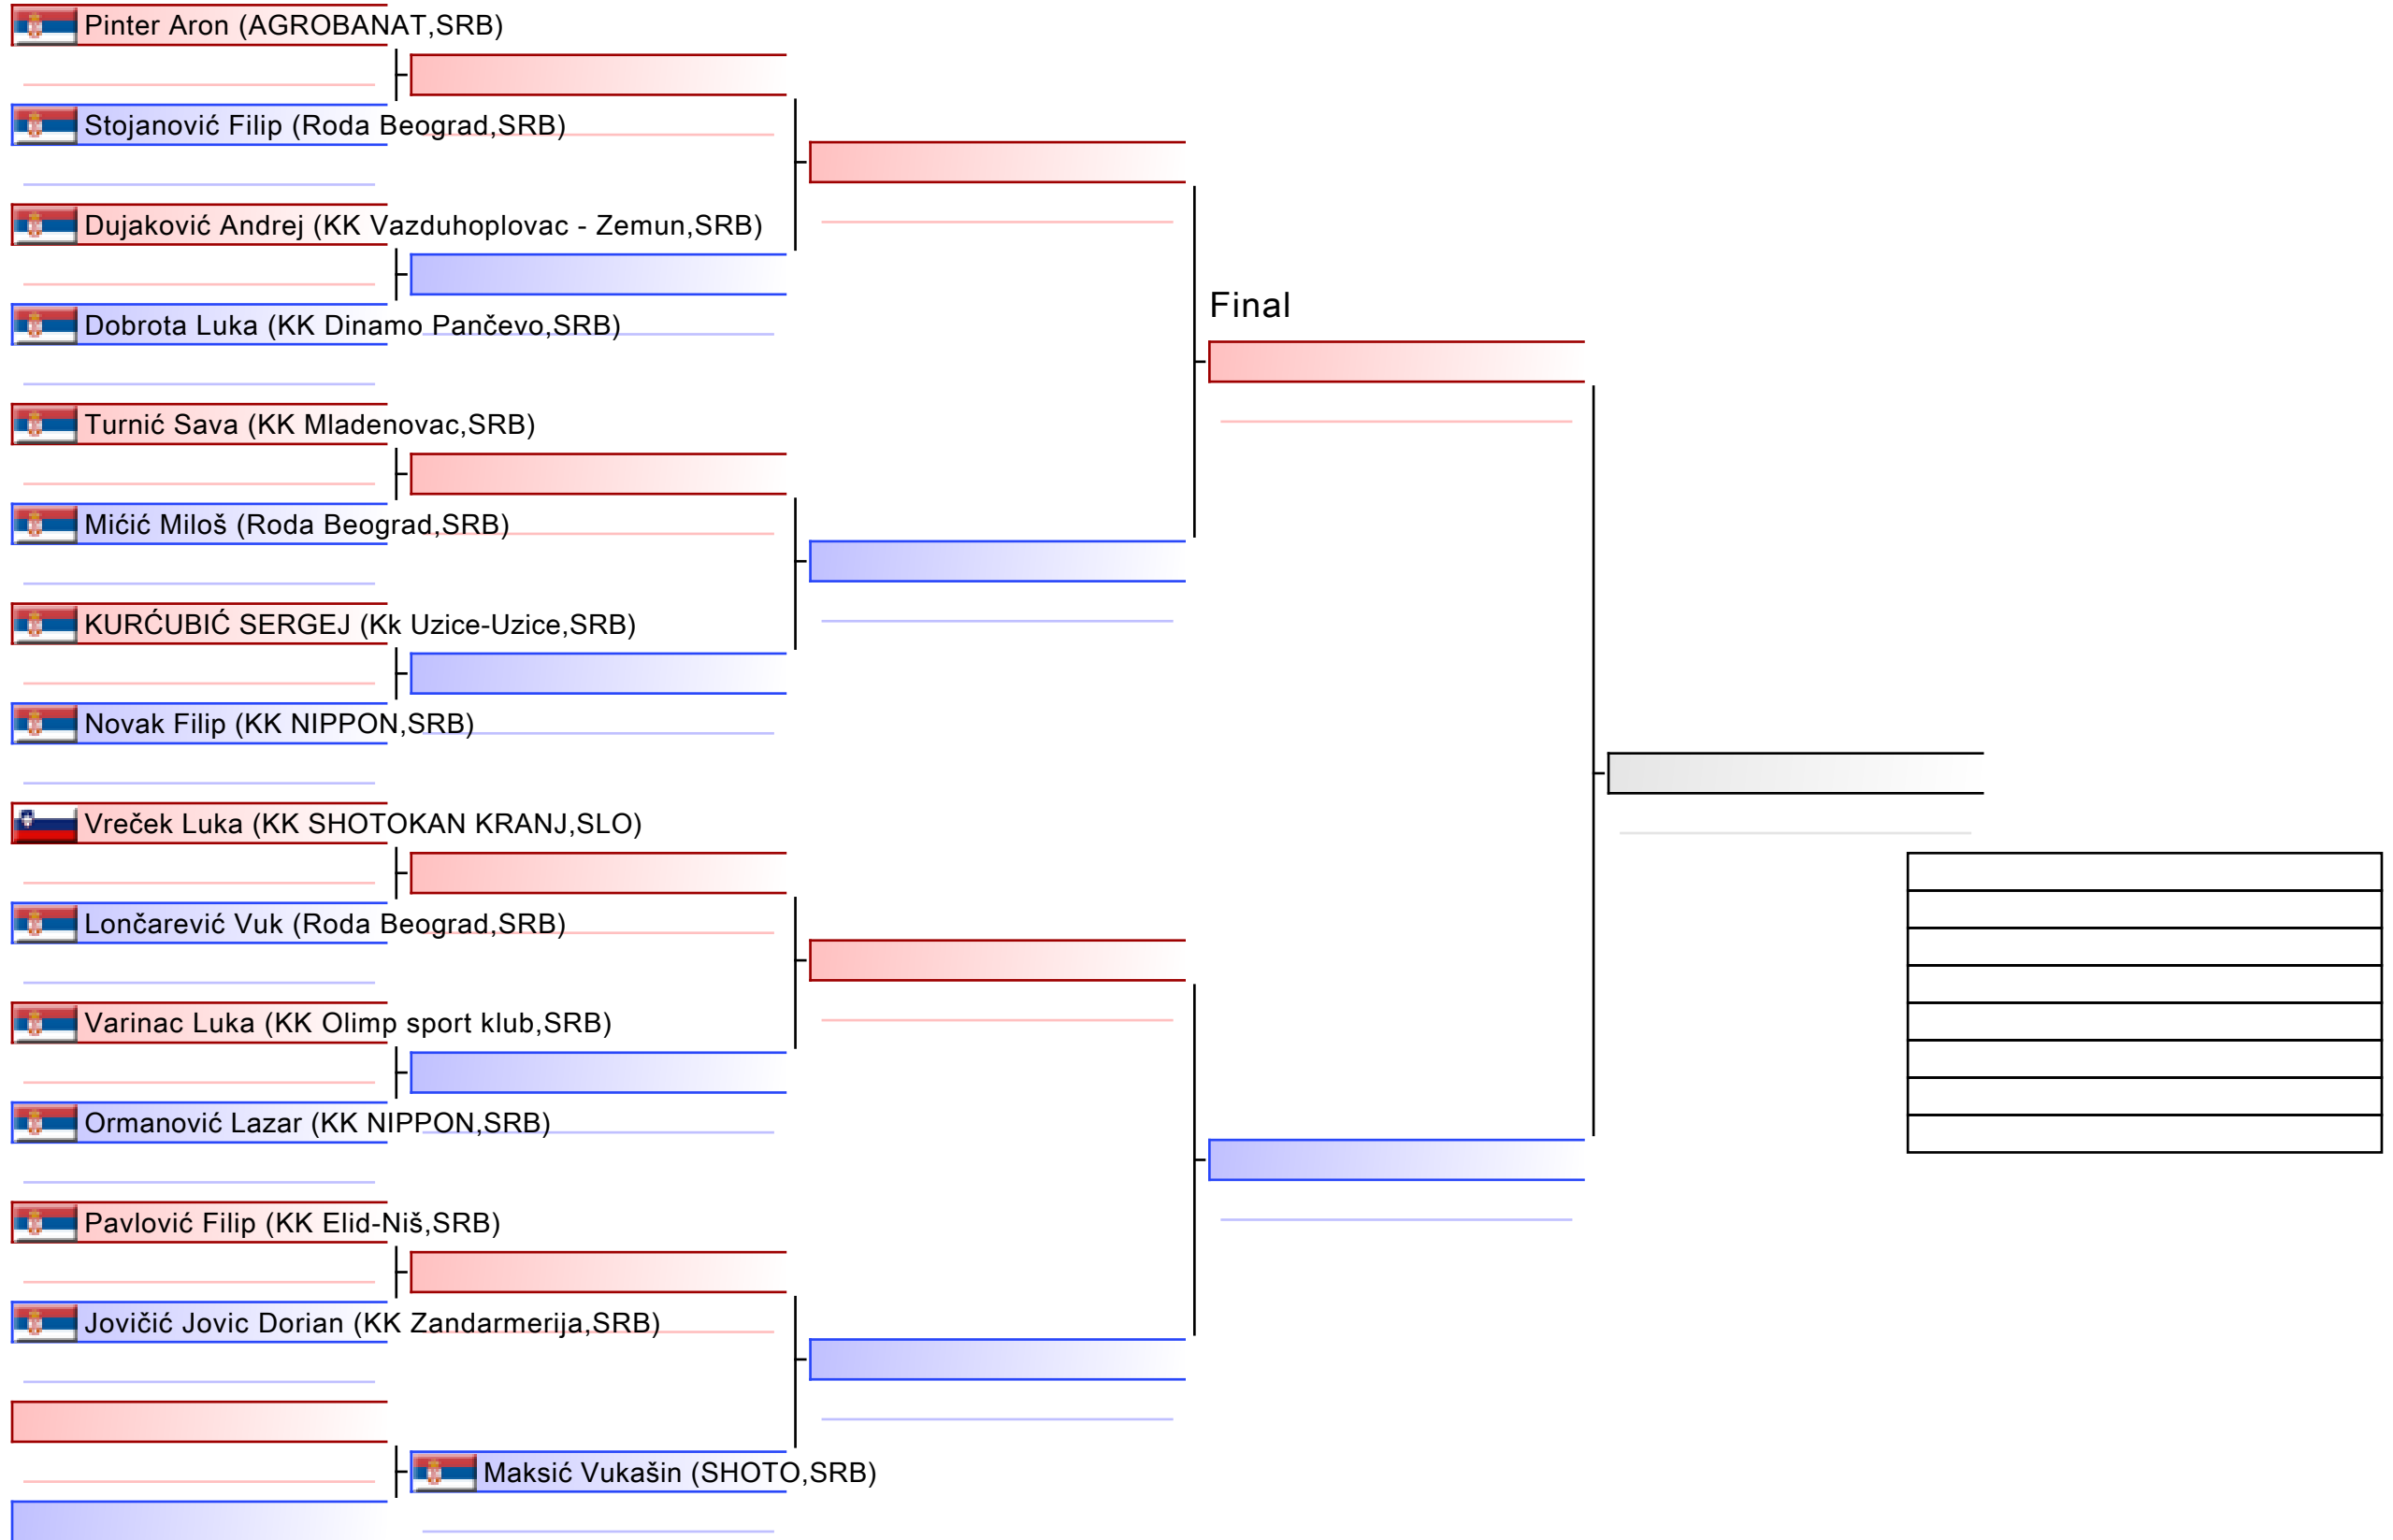 Pinter Aron (AGROBANAT,SRB)
Stojanović Filip (Roda Beograd,SRB)
Dujaković Andrej (KK Vazduhoplovac - Zemun,SRB)
Final
Dobrota Luka (KK Dinamo Pančevo,SRB)
Turnić Sava (KK Mladenovac,SRB)
Mićić Miloš (Roda Beograd,SRB)
KURĆUBIĆ SERGEJ (Kk Uzice-Uzice,SRB)
Novak Filip (KK NIPPON,SRB)
Vreček Luka (KK SHOTOKAN KRANJ,SLO)
Lončarević Vuk (Roda Beograd,SRB)
Varinac Luka (KK Olimp sport klub,SRB)
Ormanović Lazar (KK NIPPON,SRB)
Pavlović Filip (KK Elid-Niš,SRB)
Jovičić Jovic Dorian (KK Zandarmerija,SRB)
Maksić Vukašin (SHOTO,SRB)